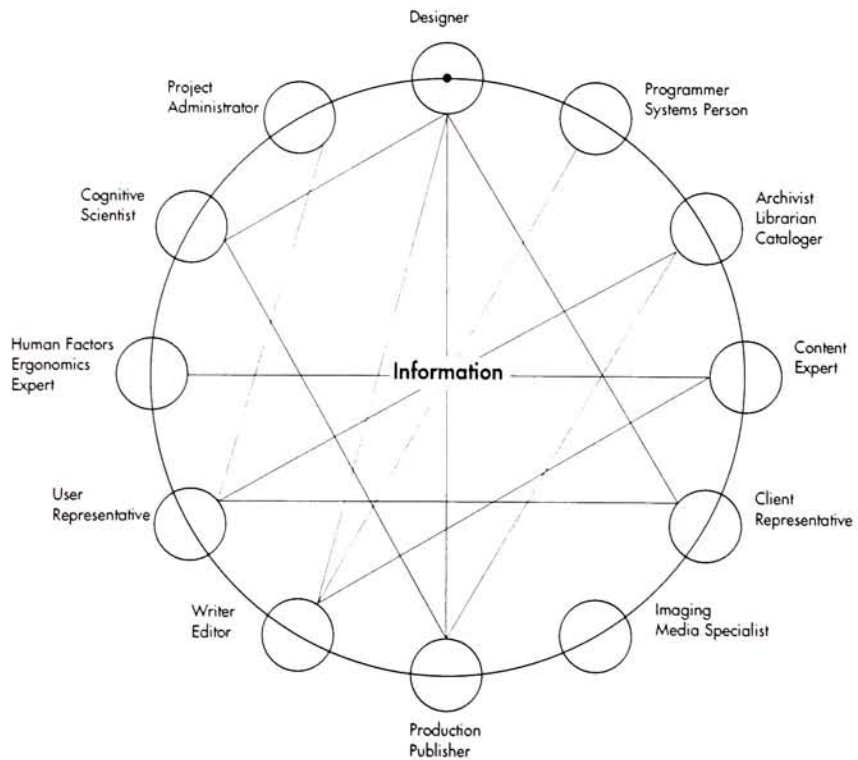 Designer
Project
Administrator
Programmer
Systems Person
Cognitive
Scientist
Archivist
Librarian
Cataloger
Human Factors
Ergonomics
Expert
Information
Content
Expert
User
Representative
Client
Representative
Writer
Editor
Imaging
Media Specialist
Production
Publisher